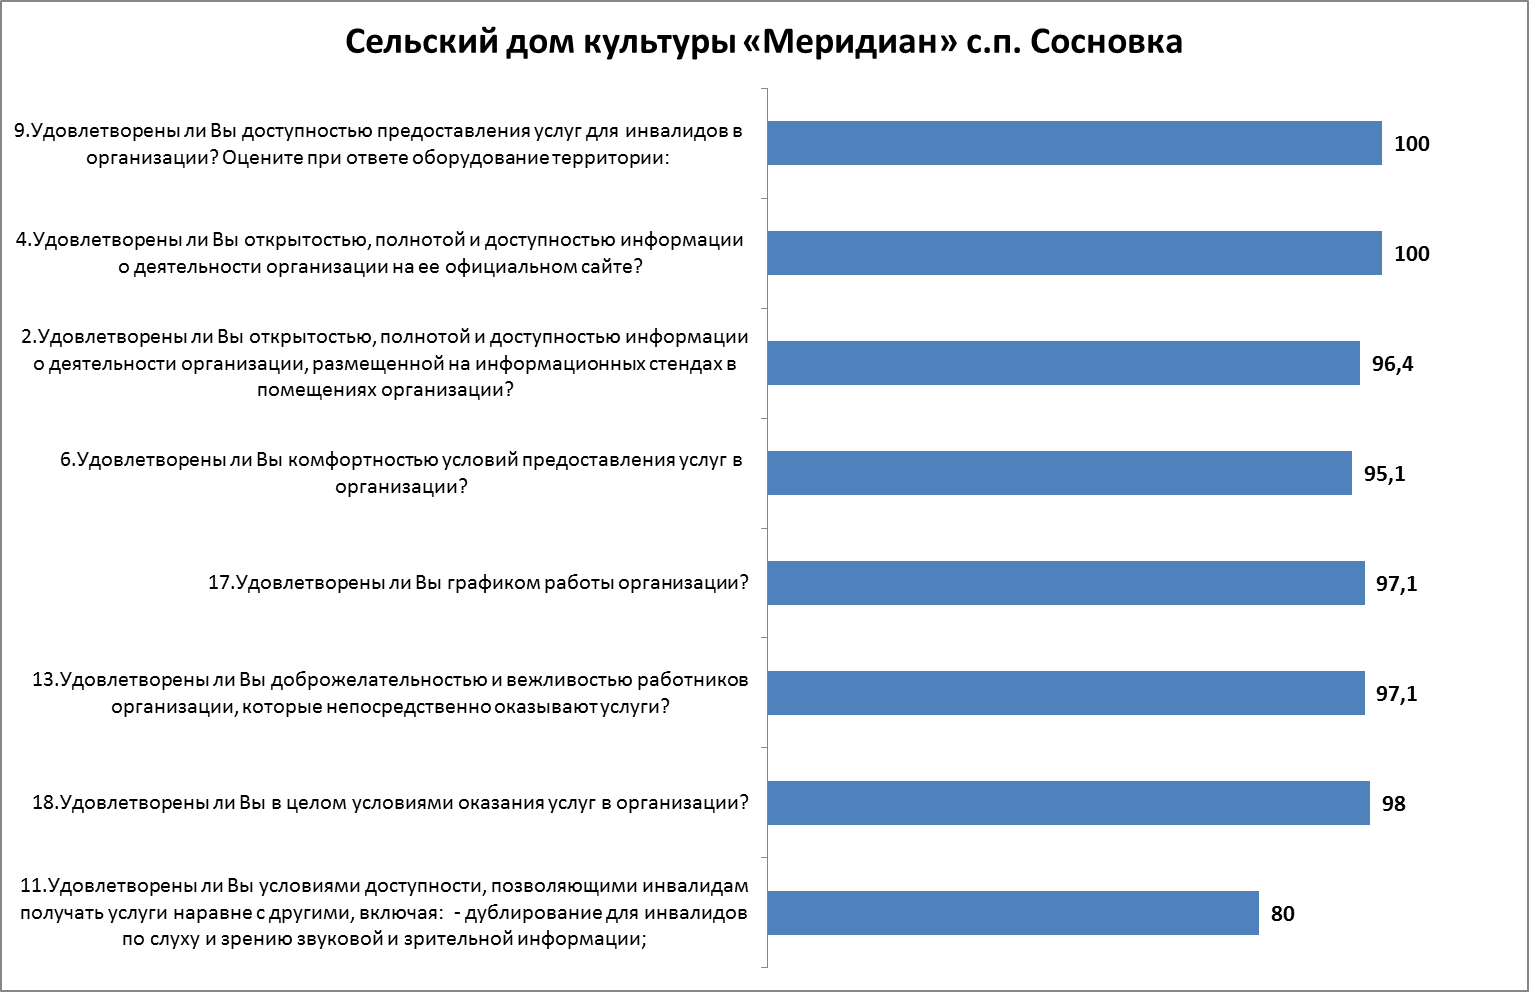 Сельский дом культуры «Меридиан» с.п. Сосновка
9.Удовлетворены ли Вы доступностью предоставления услуг для инвалидов в
организации? Оцените при ответе оборудование территории:
100
4.Удовлетворены ли Вы открытостью, полнотой и доступностью информации
о деятельности организации на ее официальном сайте?
100
2.Удовлетворены ли Вы открытостью, полнотой и доступностью информации
о деятельности организации, размещенной на информационных стендах в
помещениях организации?
96,4
6.Удовлетворены ли Вы комфортностью условий предоставления услуг в
организации?
95,1
17.Удовлетворены ли Вы графиком работы организации?
97,1
13.Удовлетворены ли Вы доброжелательностью и вежливостью работников
организации, которые непосредственно оказывают услуги?
97,1
18.Удовлетворены ли Вы в целом условиями оказания услуг в организации?
98
11.Удовлетворены ли Вы условиями доступности, позволяющими инвалидам
получать услуги наравне с другими, включая:  - дублирование для инвалидов
по слуху и зрению звуковой и зрительной информации;
80